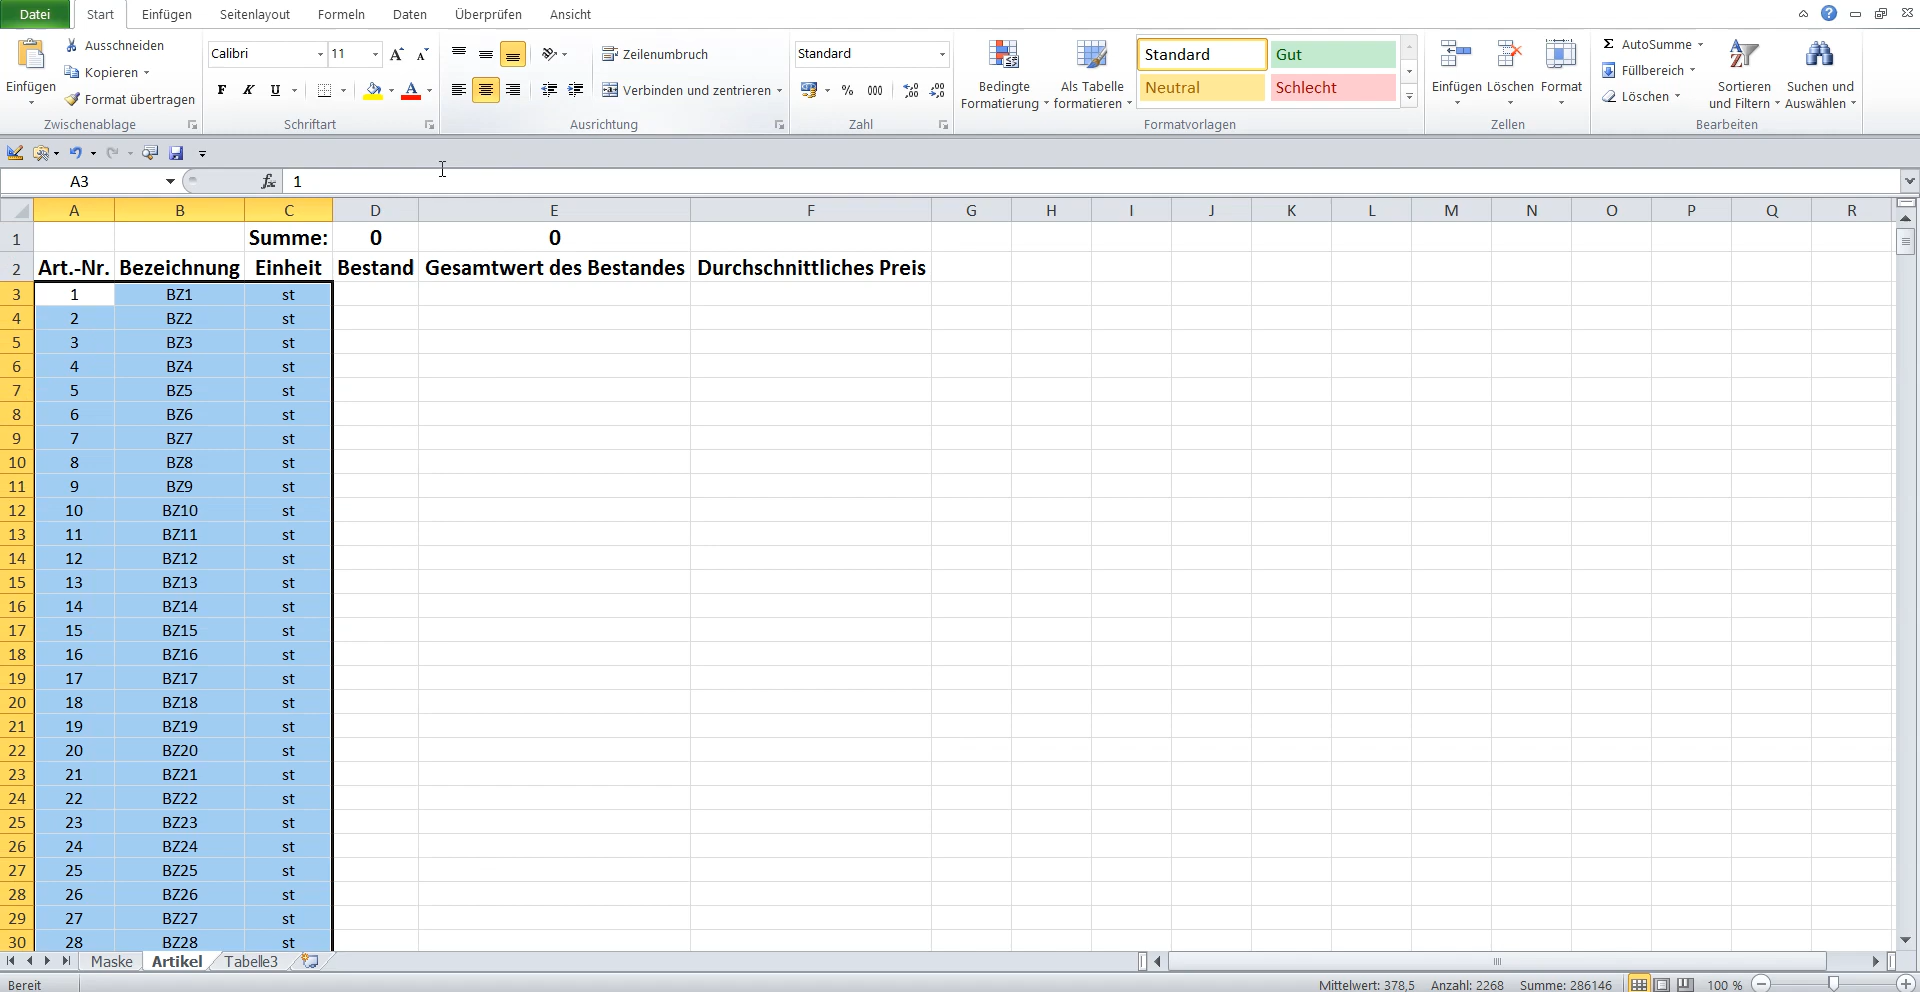 Datei Start Einfügen Seitenlayout Formeln Daten Überprüfen Ansicht
Einfügen
Ausschneiden
Kopieren
Format übertragen
Zwischenablage
Calibri 11
F K U
Schriftart
Zeilenumbruch
Verbinden und zentrieren
Ausrichtung
Standard
% 000
Zahl
Bedingte Formatierung
Als Tabelle formatieren
Standard Gut
Neutral Schlecht
Formatvorlagen
Einfügen Löschen Format
Zellen
Σ AutoSumme
Füllbereich
Löschen
Sortieren und Filtern
Suchen und Auswählen
Bearbeiten
A3 fx 1
A B C D E F G H I J K L M N O P Q R
1 Summe: 0 0
2 Art.-Nr. Bezeichnung Einheit Bestand Gesamtwert des Bestandes Durchschnittliches Preis
3 1 BZ1 st
4 2 BZ2 st
5 3 BZ3 st
6 4 BZ4 st
7 5 BZ5 st
8 6 BZ6 st
9 7 BZ7 st
10 8 BZ8 st
11 9 BZ9 st
12 10 BZ10 st
13 11 BZ11 st
14 12 BZ12 st
15 13 BZ13 st
16 14 BZ14 st
17 15 BZ15 st
18 16 BZ16 st
19 17 BZ17 st
20 18 BZ18 st
21 19 BZ19 st
22 20 BZ20 st
23 21 BZ21 st
24 22 BZ22 st
25 23 BZ23 st
26 24 BZ24 st
27 25 BZ25 st
28 26 BZ26 st
29 27 BZ27 st
30 28 BZ28 st
Maske Artikel Tabelle3
Bereit Mittelwert: 378,5 Anzahl: 2268 Summe: 286146 100 %